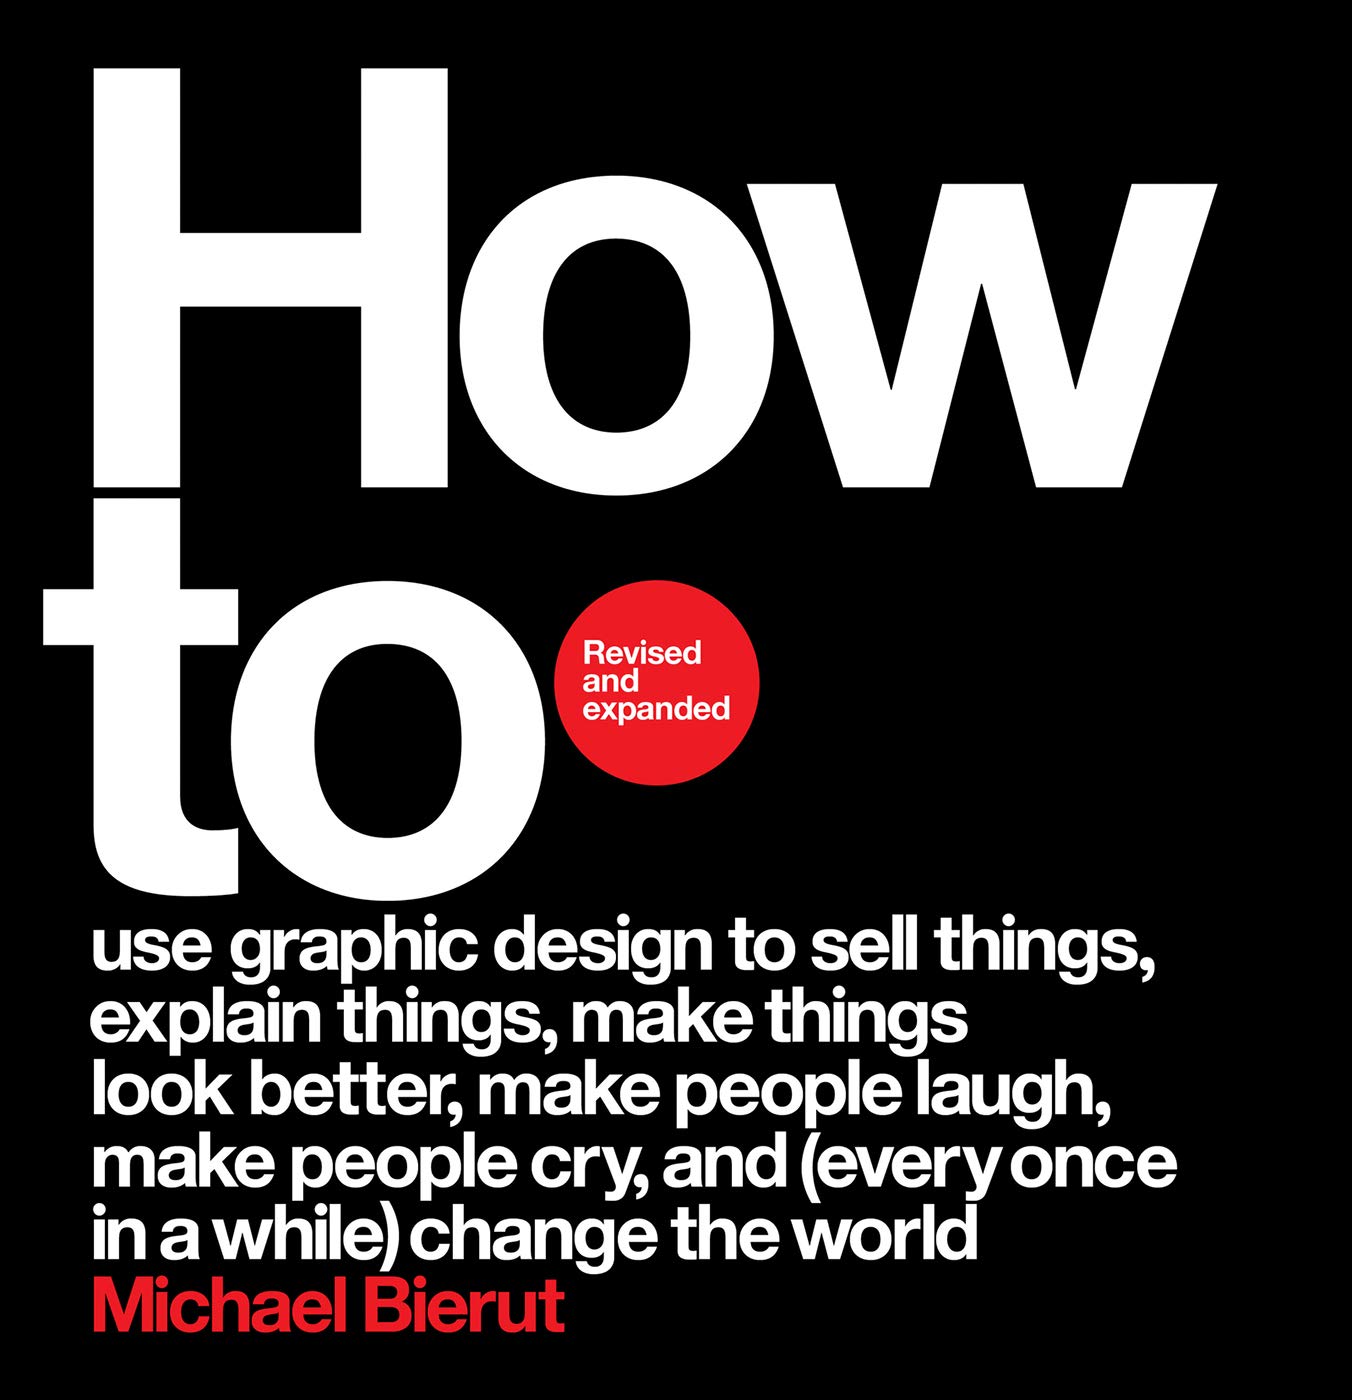 How
to
Revised
and
expanded
use graphic design to sell things,
explain things, make things
look better, make people laugh,
make people cry, and (every once
in a while) change the world
Michael Bierut